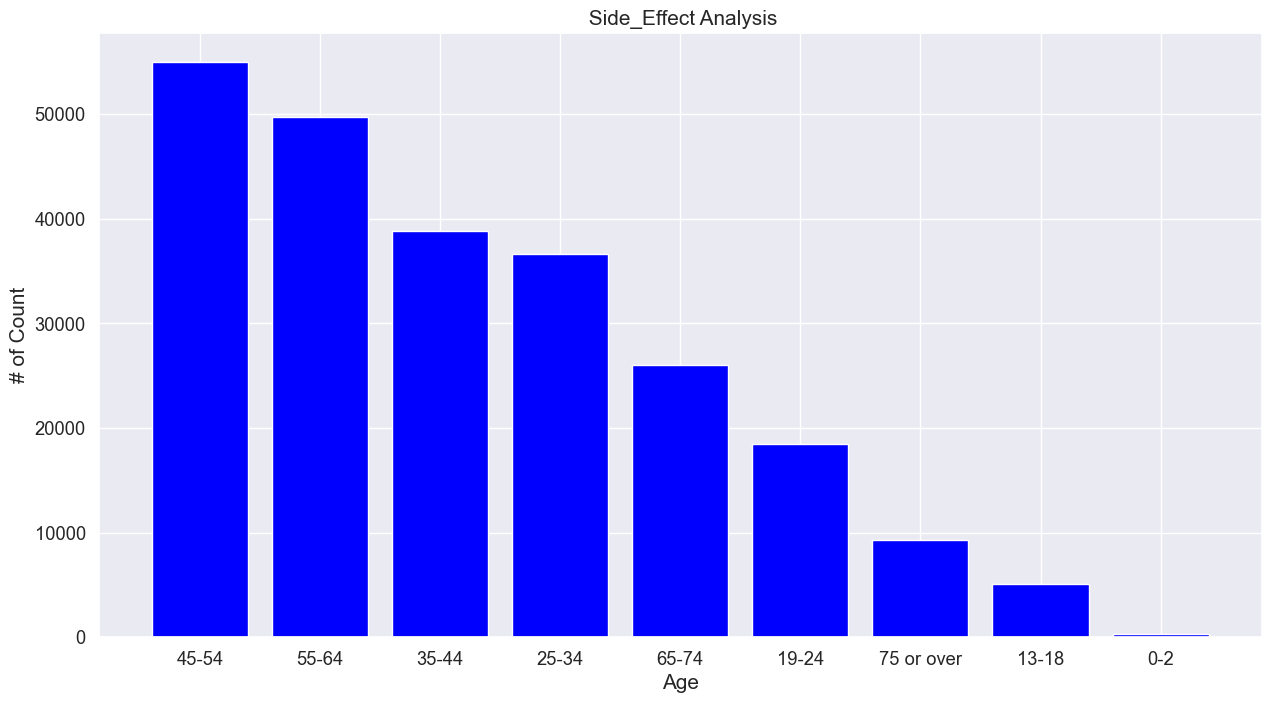 Side_Effect Analysis
# of Count
50000
40000
30000
20000
10000
0
45-54 55-64 35-44 25-34 65-74 19-24 75 or over 13-18 0-2
Age